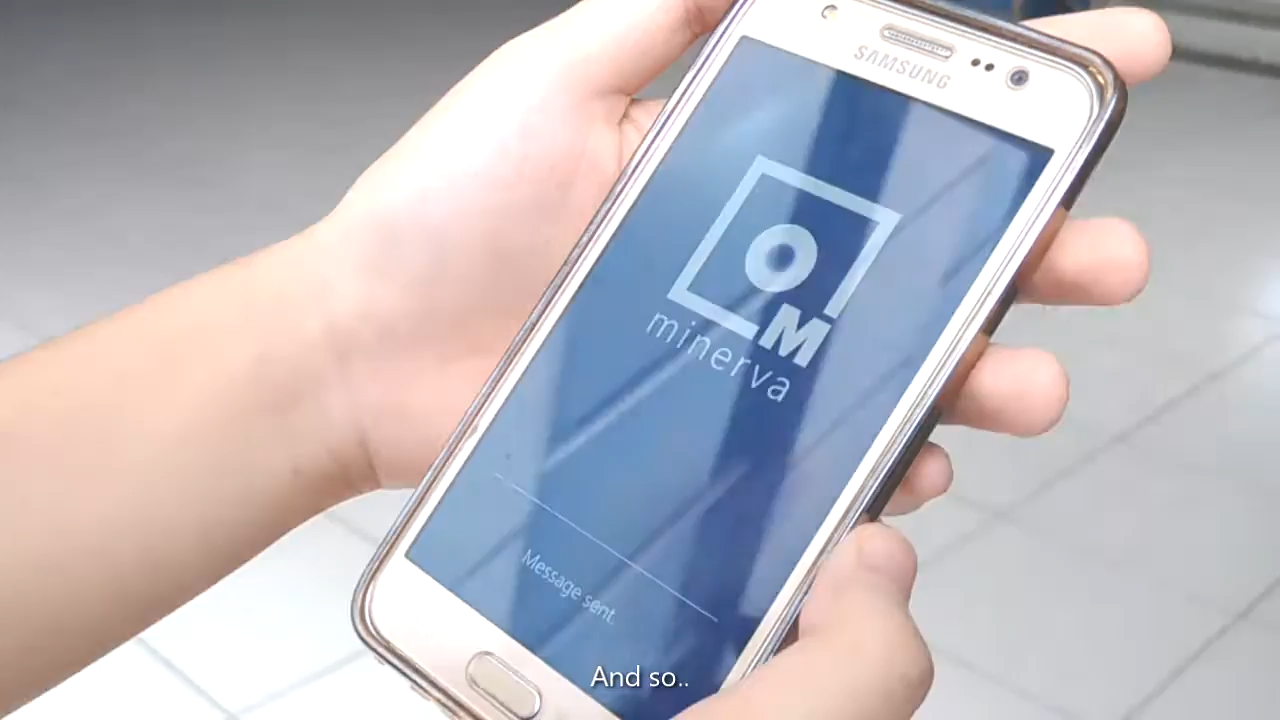 SAMSUNG
O
M
minerva
Message sent.
And so..